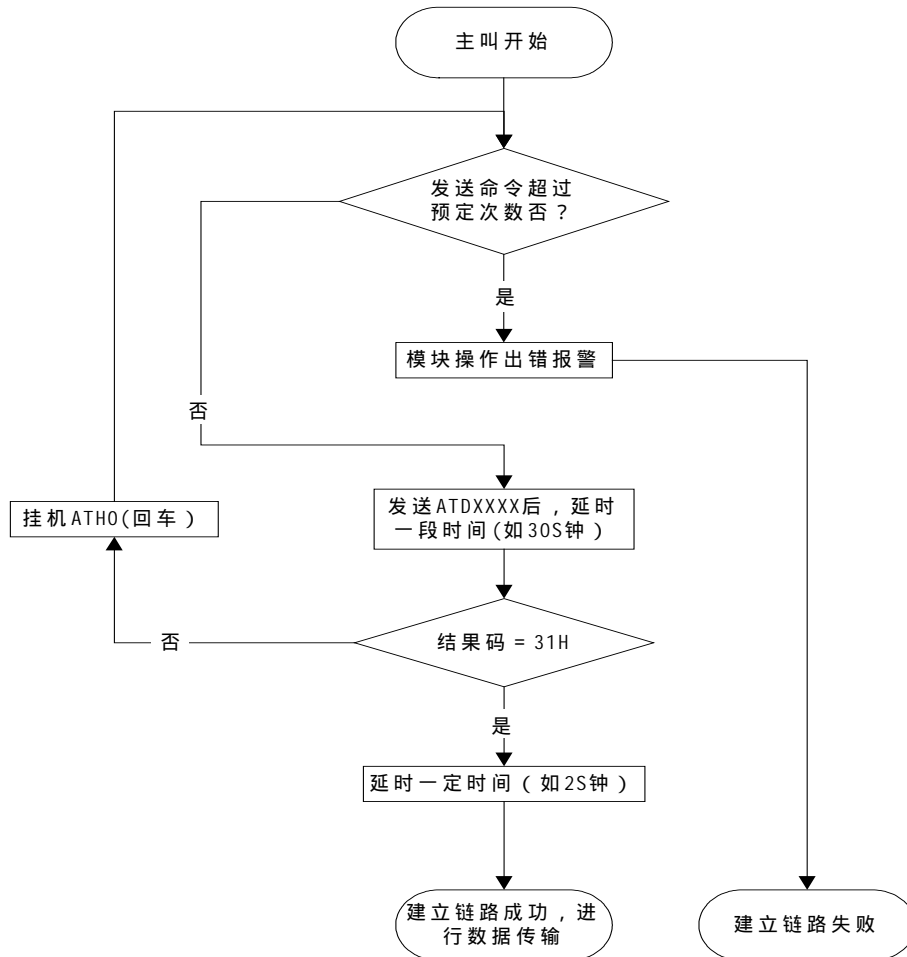 主叫开始
发送命令超过
预定次数否？
是
模块操作出错报警
否
发送ATDXXXX后，延时
一段时间(如30S钟）
挂机ATH0(回车）
结果码=31H
否
是
延时一定时间（如2S钟）
建立链路成功，进
行数据传输
建立链路失败